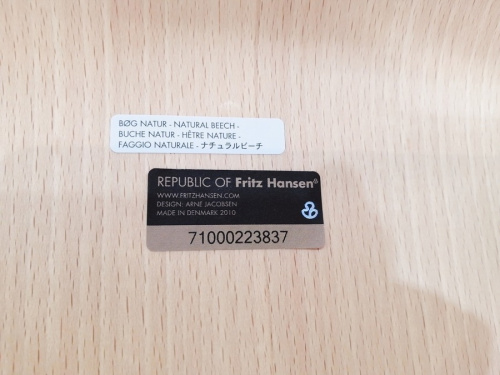 BØG NATUR - NATURAL BEECH -
BUCHE NATUR - HÊTRE NATURE -
FAGGIO NATURALE - ナチュラルビーチ
REPUBLIC OF Fritz Hansen®
WWW.FRITZHANSEN.COM
DESIGN: ARNE JACOBSEN
MADE IN DENMARK 2010
71000223837